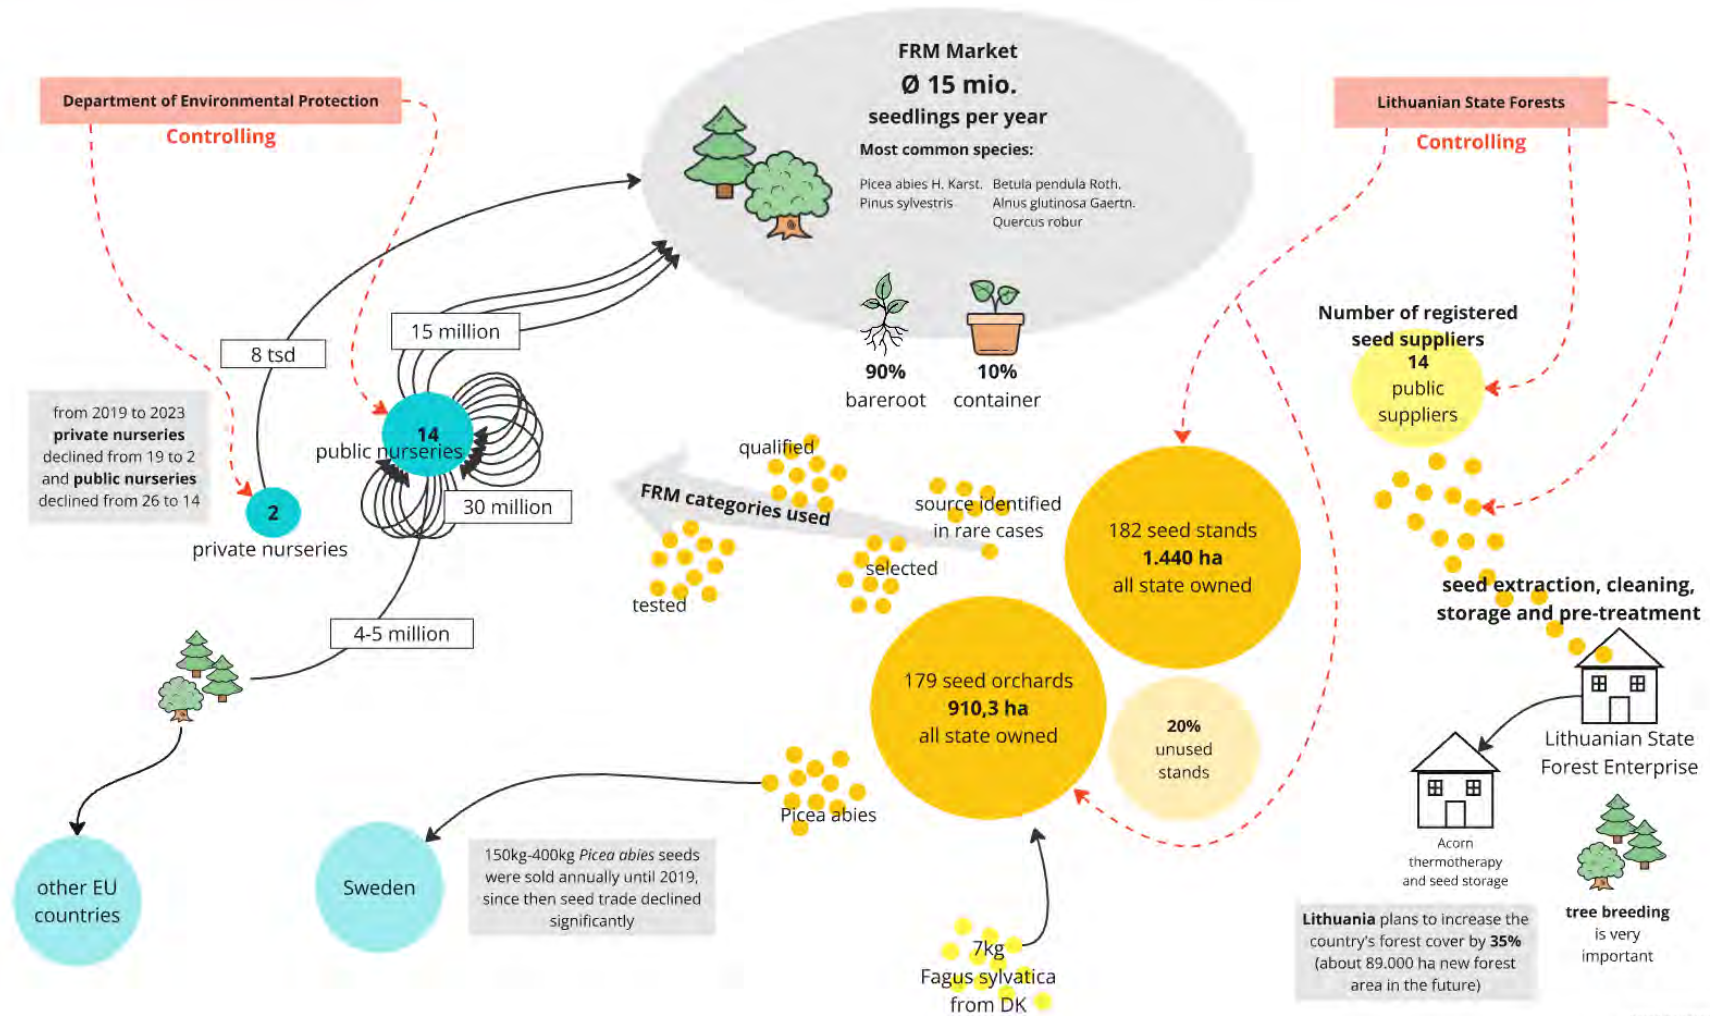 FRM Market
Ø 15 mio.
seedlings per year
Most common species:
Picea abies H. Karst.
Pinus sylvestris
Betula pendula Roth.
Alnus glutinosa Gaertn.
Quercus robur
90%
bareroot
10%
container
Department of Environmental Protection
Controlling
Lithuanian State Forests
Controlling
8 tsd
15 million
from 2019 to 2023
private nurseries
declined from 19 to 2
and public nurseries
declined from 26 to 14
14
public nurseries
30 million
2
private nurseries
4-5 million
FRM categories used
qualified
source identified
in rare cases
selected
tested
182 seed stands
1.440 ha
all state owned
179 seed orchards
910,3 ha
all state owned
20%
unused
stands
Number of registered
seed suppliers
14
public
suppliers
seed extraction, cleaning,
storage and pre-treatment
Lithuanian State
Forest Enterprise
Acorn
thermotherapy
and seed storage
tree breeding
is very
important
Lithuania plans to increase the
country's forest cover by 35%
(about 89.000 ha new forest
area in the future)
Picea abies
other EU
countries
Sweden
150kg-400kg Picea abies seeds
were sold annually until 2019,
since then seed trade declined
significantly
7kg
Fagus sylvatica
from DK